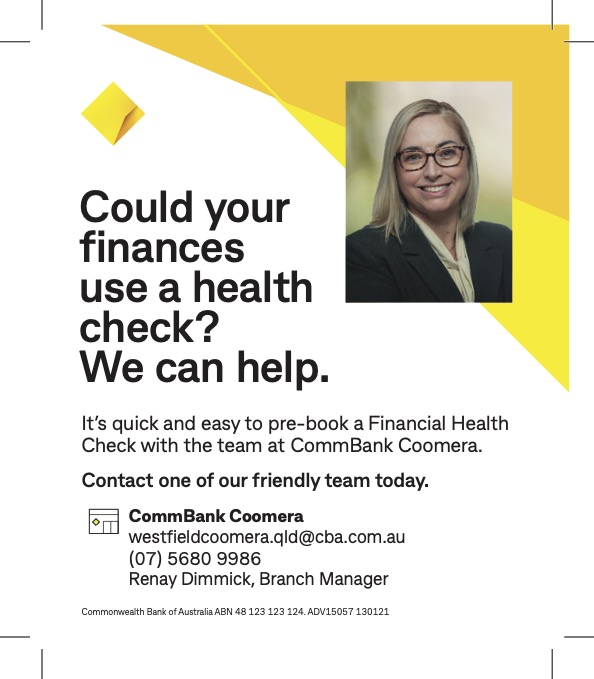 Could your
finances
use a health
check?
We can help.
It’s quick and easy to pre-book a Financial Health
Check with the team at CommBank Coomera.
Contact one of our friendly team today.
CommBank Coomera
westfieldcoomera.qld@cba.com.au
(07) 5680 9986
Renay Dimmick, Branch Manager
Commonwealth Bank of Australia ABN 48 123 123 124. ADV15057 130121